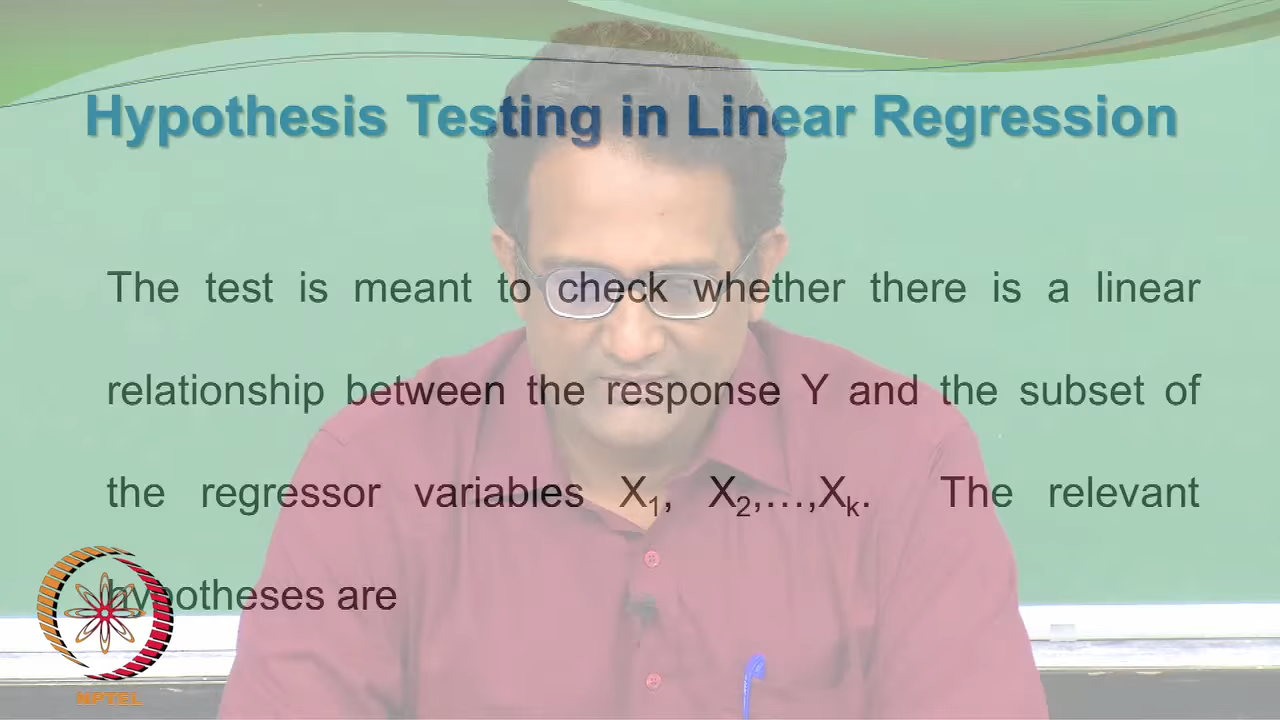 Hypothesis Testing in Linear Regression
The test is meant to check whether there is a linear
relationship between the response Y and the subset of
the regressor variables X₁, X₂,…,Xₖ. The relevant
hypotheses are
NPTEL